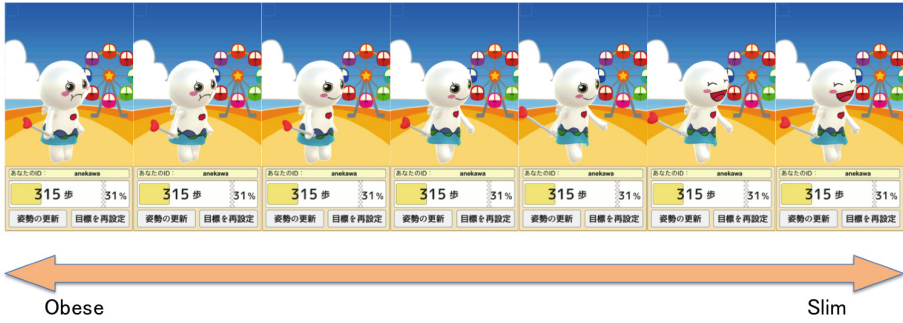 あなたのID： anekawa
315 歩 31%
姿勢の更新 目標を再設定
あなたのID： anekawa
315 歩 31%
姿勢の更新 目標を再設定
あなたのID： anekawa
315 歩 31%
姿勢の更新 目標を再設定
あなたのID： anekawa
315 歩 31%
姿勢の更新 目標を再設定
あなたのID： anekawa
315 歩 31%
姿勢の更新 目標を再設定
あなたのID： anekawa
315 歩 31%
姿勢の更新 目標を再設定
あなたのID： anekawa
315 歩 31%
姿勢の更新 目標を再設定
Obese
Slim